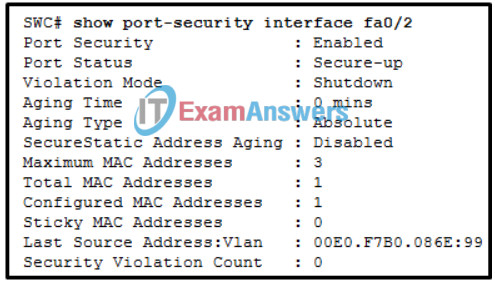 SWC# show port-security interface fa0/2
Port Security : Enabled
Port Status : Secure-up
Violation Mode : Shutdown
Aging Time : 0 mins
Aging Type : Absolute
SecureStatic Address Aging : Disabled
Maximum MAC Addresses : 3
Total MAC Addresses : 1
Configured MAC Addresses : 1
Sticky MAC Addresses : 0
Last Source Address:Vlan : 00E0.F7B0.086E:99
Security Violation Count : 0
ITExamAnswers